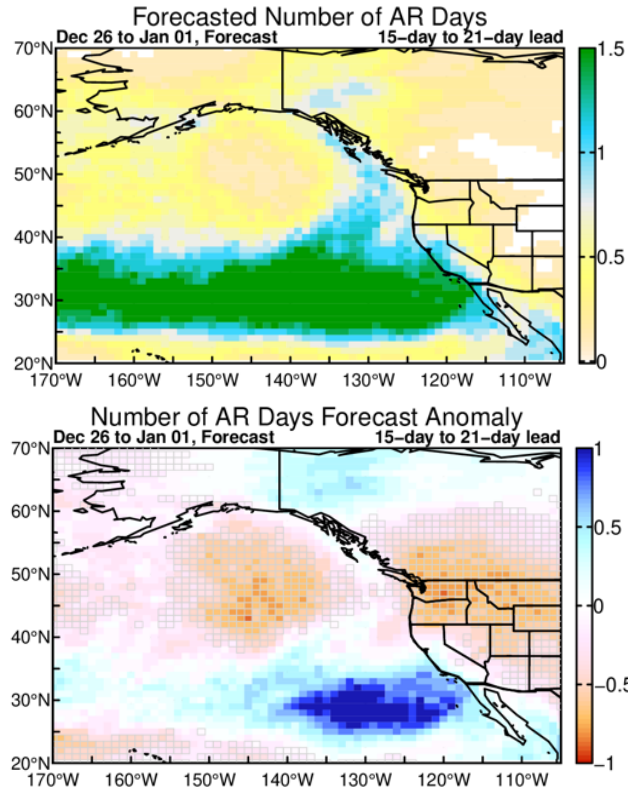 Forecasted Number of AR Days
Dec 26 to Jan 01, Forecast 15-day to 21-day lead
70°N
60°N
50°N
40°N
30°N
20°N
170°W 160°W 150°W 140°W 130°W 120°W 110°W
1.5
1
0.5
0
Number of AR Days Forecast Anomaly
Dec 26 to Jan 01, Forecast 15-day to 21-day lead
70°N
60°N
50°N
40°N
30°N
20°N
170°W 160°W 150°W 140°W 130°W 120°W 110°W
1
0.5
0
-0.5
-1